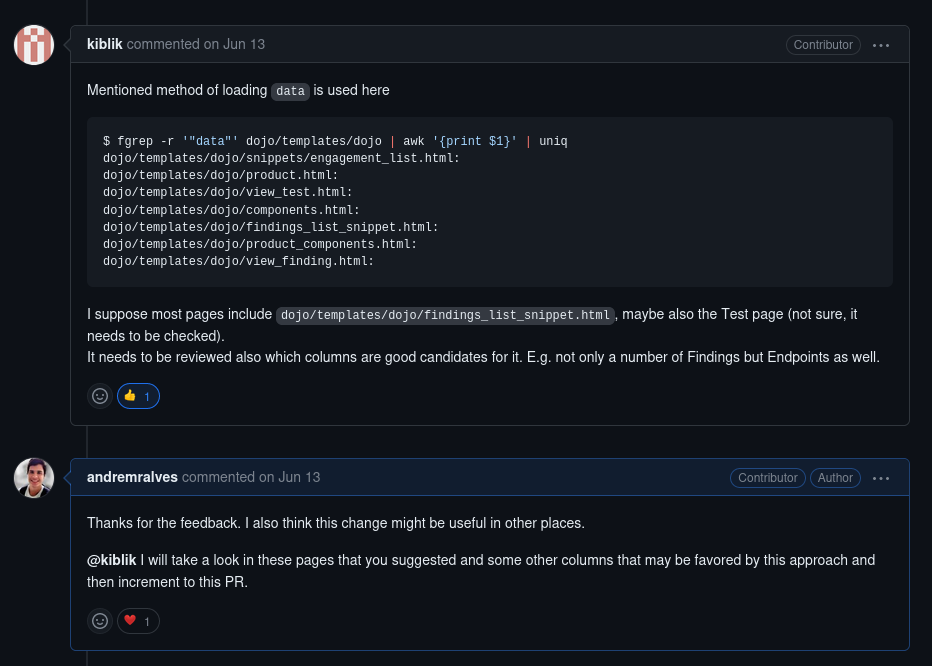 kiblik commented on Jun 13
Contributor
Mentioned method of loading data is used here
$ fgrep -r '"data"' dojo/templates/dojo | awk '{print $1}' | uniq
dojo/templates/dojo/snippets/engagement_list.html:
dojo/templates/dojo/product.html:
dojo/templates/dojo/view_test.html:
dojo/templates/dojo/components.html:
dojo/templates/dojo/findings_list_snippet.html:
dojo/templates/dojo/product_components.html:
dojo/templates/dojo/view_finding.html:
I suppose most pages include dojo/templates/dojo/findings_list_snippet.html, maybe also the Test page (not sure, it
needs to be checked).
It needs to be reviewed also which columns are good candidates for it. E.g. not only a number of Findings but Endpoints as well.
👍 1
andremralves commented on Jun 13
Contributor Author
Thanks for the feedback. I also think this change might be useful in other places.
@kiblik I will take a look in these pages that you suggested and some other columns that may be favored by this approach and
then increment to this PR.
❤️ 1